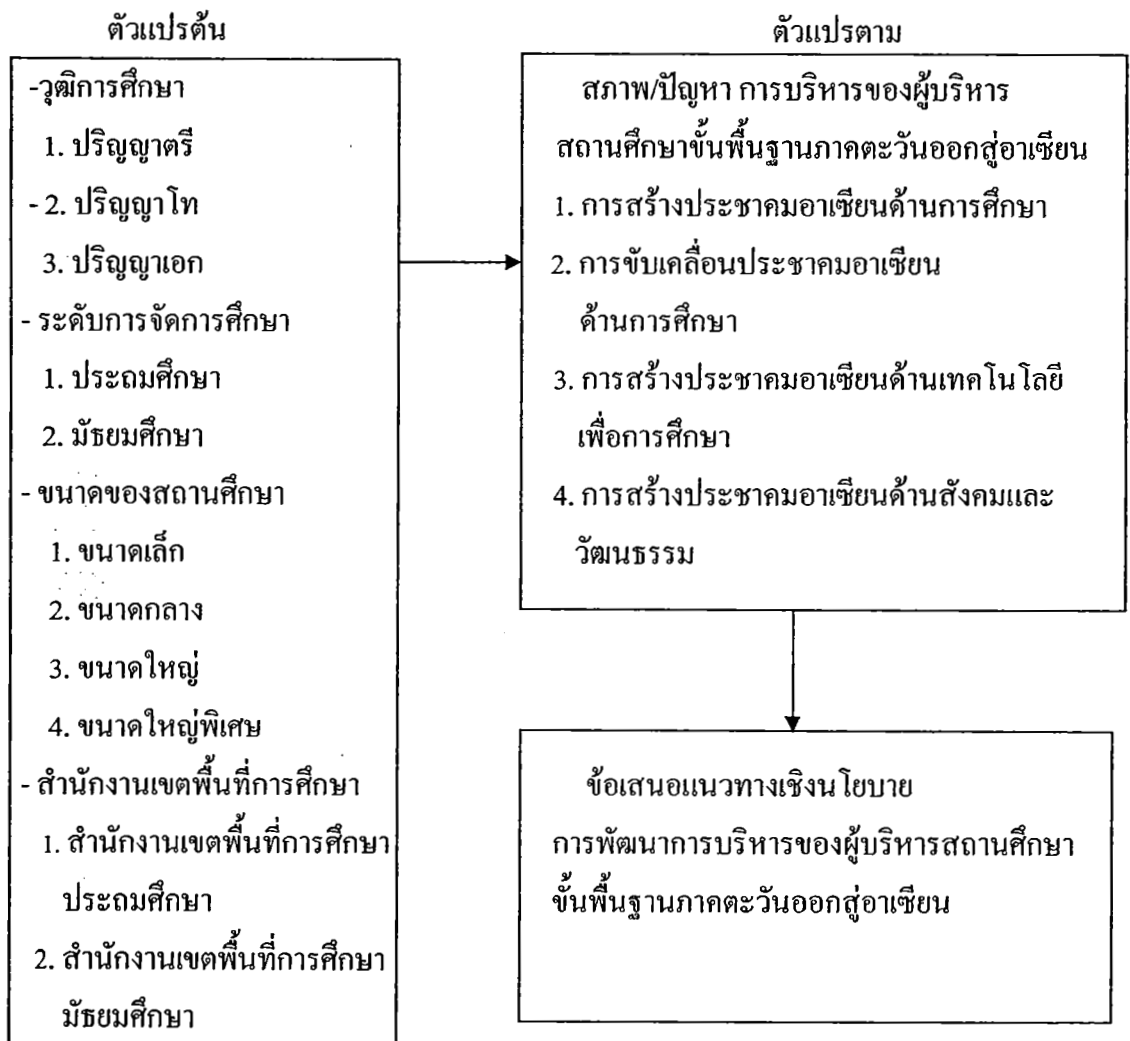 ตัวแปรต้น
-วุฒิการศึกษา
1. ปริญญาตรี
- 2. ปริญญาโท
3. ปริญญาเอก
- ระดับการจัดการศึกษา
1. ประถมศึกษา
2. มัธยมศึกษา
- ขนาดของสถานศึกษา
1. ขนาดเล็ก
2. ขนาดกลาง
3. ขนาดใหญ่
4. ขนาดใหญ่พิเศษ
- สำนักงานเขตพื้นที่การศึกษา
1. สำนักงานเขตพื้นที่การศึกษา
ประถมศึกษา
2. สำนักงานเขตพื้นที่การศึกษา
มัธยมศึกษา
ตัวแปรตาม
สภาพ/ปัญหา การบริหารของผู้บริหาร
สถานศึกษาขั้นพื้นฐานภาคตะวันออกสู่อาเซียน
1. การสร้างประชาคมอาเซียนด้านการศึกษา
2. การขับเคลื่อนประชาคมอาเซียน
ด้านการศึกษา
3. การสร้างประชาคมอาเซียนด้านเทคโนโลยี
เพื่อการศึกษา
4. การสร้างประชาคมอาเซียนด้านสังคมและ
วัฒนธรรม
ข้อเสนอแนวทางเชิงนโยบาย
การพัฒนาการบริหารของผู้บริหารสถานศึกษา
ขั้นพื้นฐานภาคตะวันออกสู่อาเซียน